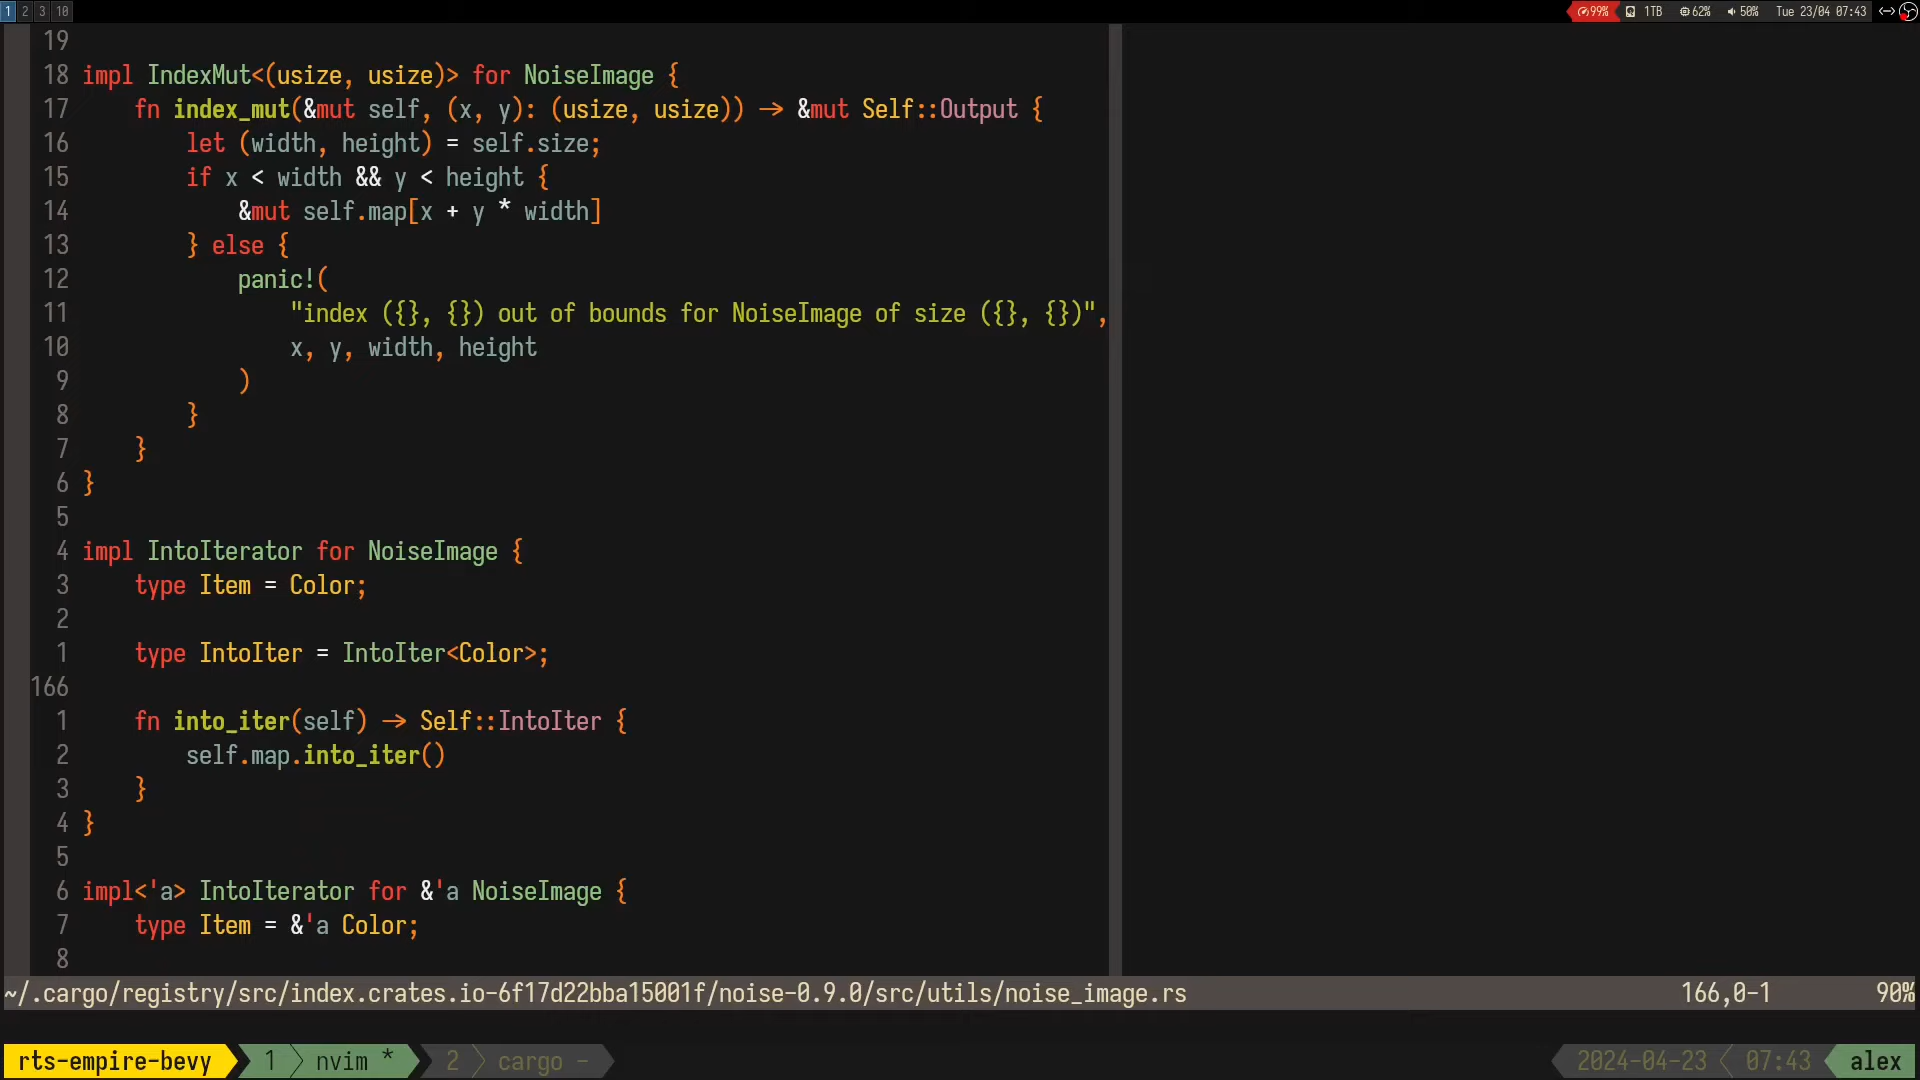 1 2 3 10 99% 1TB 62% 50% Tue 23/04 07:43
19
18 impl IndexMut<(usize, usize)> for NoiseImage {
17     fn index_mut(&mut self, (x, y): (usize, usize)) -> &mut Self::Output {
16         let (width, height) = self.size;
15         if x < width && y < height {
14             &mut self.map[x + y * width]
13         } else {
12             panic!(
11                 "index ({}, {}) out of bounds for NoiseImage of size ({}, {})",
10                 x, y, width, height
9             )
8         }
7     }
6 }
5
4 impl IntoIterator for NoiseImage {
3     type Item = Color;
2
1     type IntoIter = IntoIter<Color>;
166
1     fn into_iter(self) -> Self::IntoIter {
2         self.map.into_iter()
3     }
4 }
5
6 impl<'a> IntoIterator for &'a NoiseImage {
7     type Item = &'a Color;
8
~/.cargo/registry/src/index.crates.io-6f17d22bba15001f/noise-0.9.0/src/utils/noise_image.rs 166,0-1 90%
rts-empire-bevy 1 nvim * 2 cargo - 2024-04-23 07:43 alex